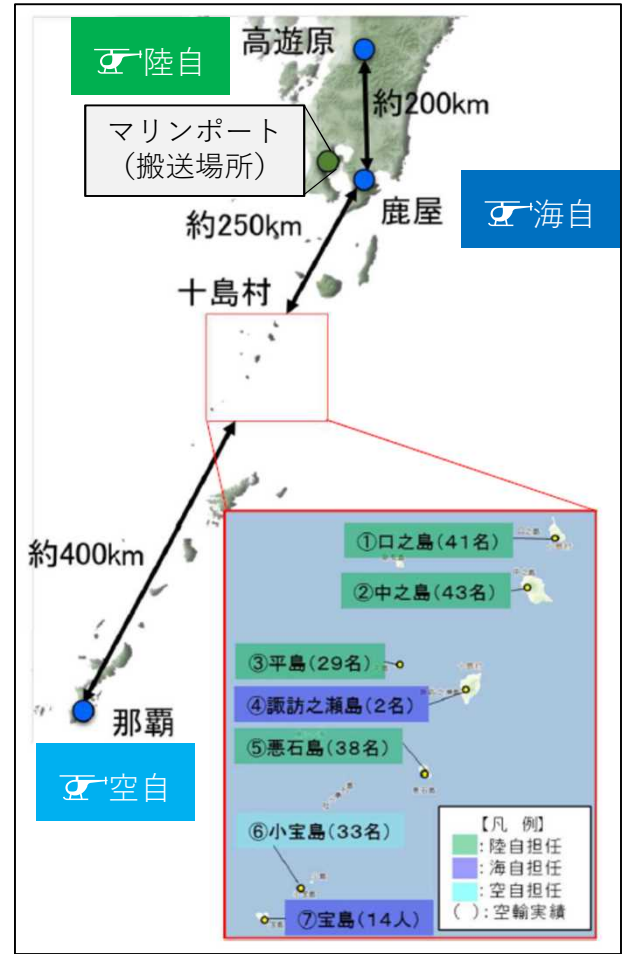 陸自
高遊原
約200km
マリンポート
（搬送場所）
鹿屋
海自
約250km
十島村
約400km
那覇
空自
①口之島(41名)
②中之島(43名)
③平島(29名)
④諏訪之瀬島(2名)
⑤悪石島(38名)
⑥小宝島(33名)
⑦宝島(14人)
【凡 例】
：陸自担任
：海自担任
：空自担任
( )：空輸実績